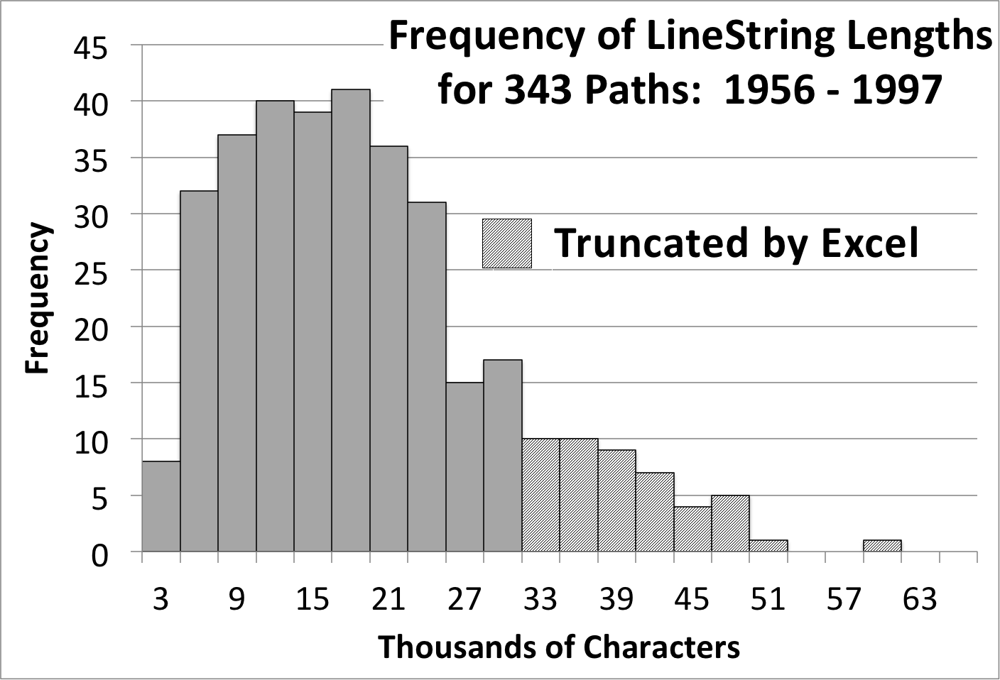 Frequency of LineString Lengths
for 343 Paths: 1956 - 1997
45
40
35
30
25
20
15
10
5
0
Frequency
Truncated by Excel
3 9 15 21 27 33 39 45 51 57 63
Thousands of Characters